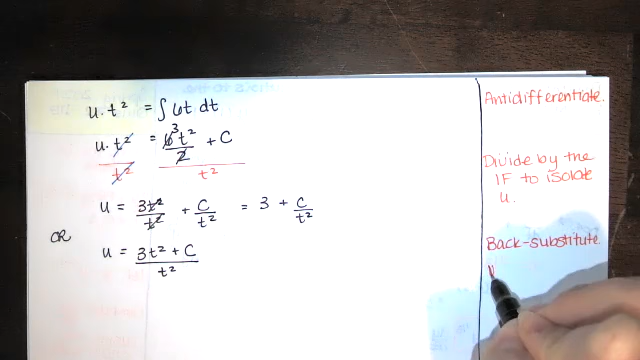 u · t² = ∫ 6t dt
u · t² = 6³t²/2 + C
t² t²
u = 3t²/t² + C/t² = 3 + C/t²
OR
u = 3t² + C / t²
Antidifferentiate.
Divide by the
IF to isolate
u.
Back-substitute.